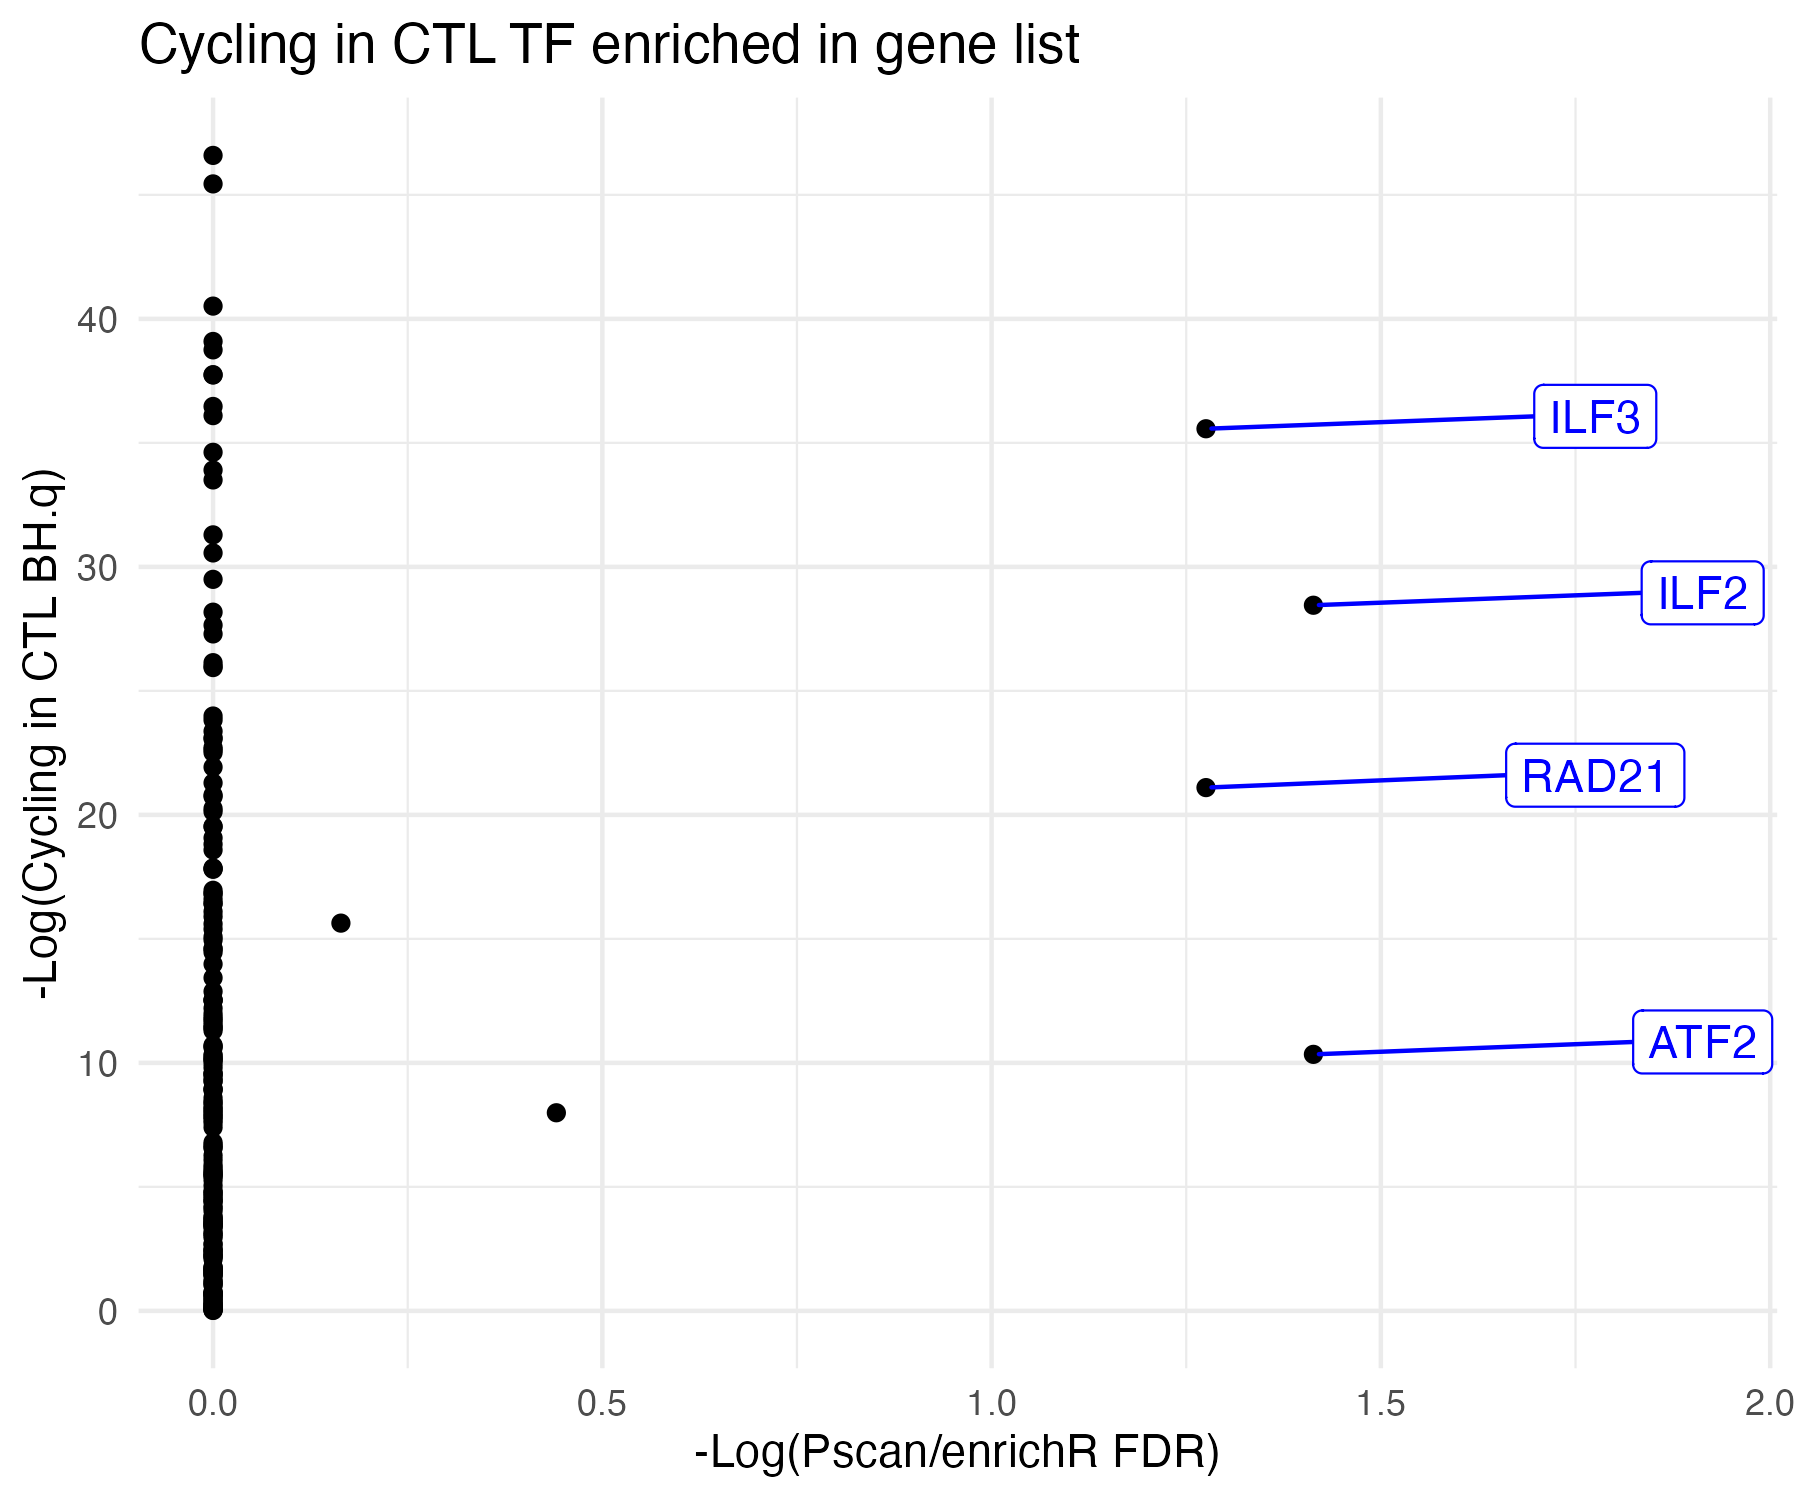 Cycling in CTL TF enriched in gene list
-Log(Cycling in CTL BH.q)
40
30
20
10
0
ILF3
ILF2
RAD21
ATF2
0.0
0.5
1.0
1.5
2.0
-Log(Pscan/enrichR FDR)